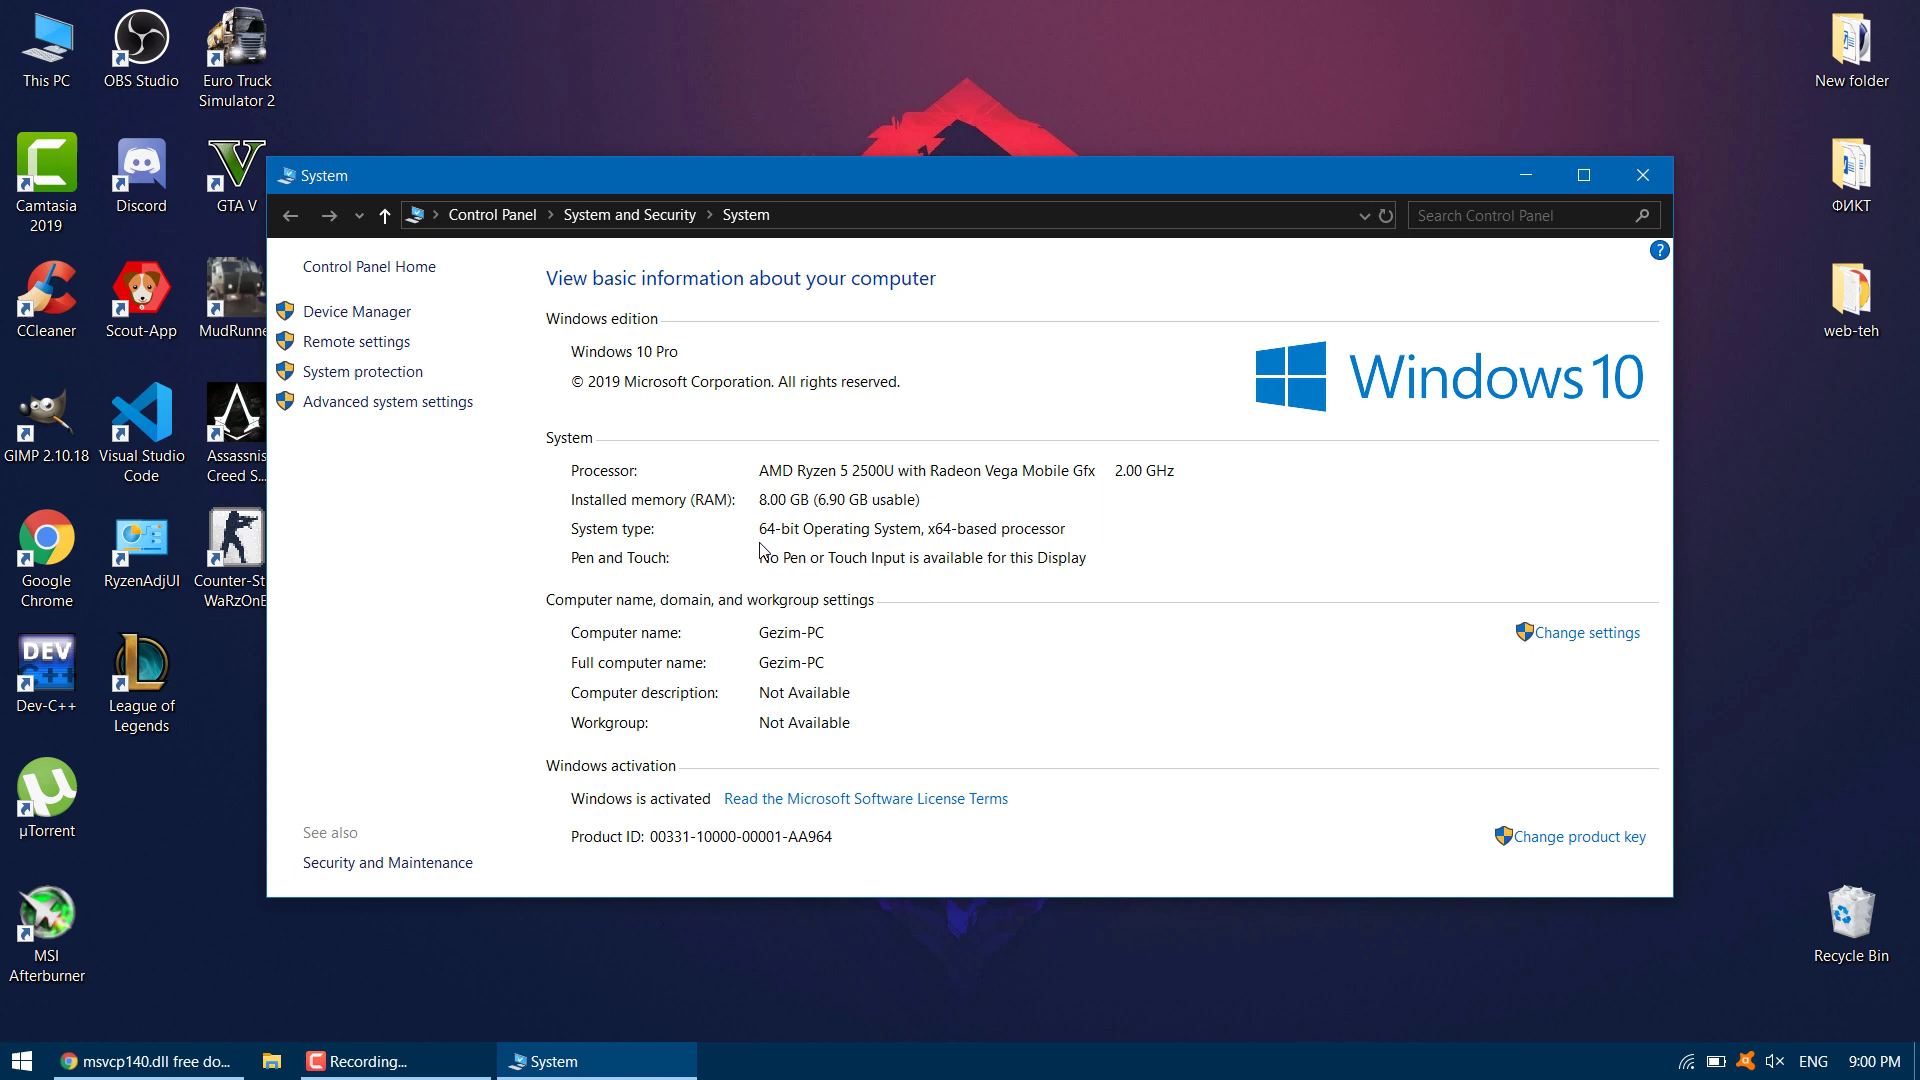 This PC
OBS Studio
Euro Truck
Simulator 2
New folder
Camtasia
2019
Discord
GTA V
ФИКТ
CCleaner
Scout-App
MudRunne
web-teh
GIMP 2.10.18
Visual Studio
Code
Assassnis
Creed S...
Google
Chrome
RyzenAdjUI
Counter-St
WaRzOnE
DEV
C++
Dev-C++
League of
Legends
µTorrent
MSI
Afterburner
Recycle Bin
System
Control Panel
System and Security
System
Search Control Panel
?
Control Panel Home
Device Manager
Remote settings
System protection
Advanced system settings
See also
Security and Maintenance
View basic information about your computer
Windows edition
Windows 10 Pro
© 2019 Microsoft Corporation. All rights reserved.
Windows 10
System
Processor: AMD Ryzen 5 2500U with Radeon Vega Mobile Gfx 2.00 GHz
Installed memory (RAM): 8.00 GB (6.90 GB usable)
System type: 64-bit Operating System, x64-based processor
Pen and Touch: No Pen or Touch Input is available for this Display
Computer name, domain, and workgroup settings
Computer name: Gezim-PC
Change settings
Full computer name: Gezim-PC
Computer description: Not Available
Workgroup: Not Available
Windows activation
Windows is activated Read the Microsoft Software License Terms
Product ID: 00331-10000-00001-AA964
Change product key
msvcp140.dll free do...
Recording...
System
ENG
9:00 PM